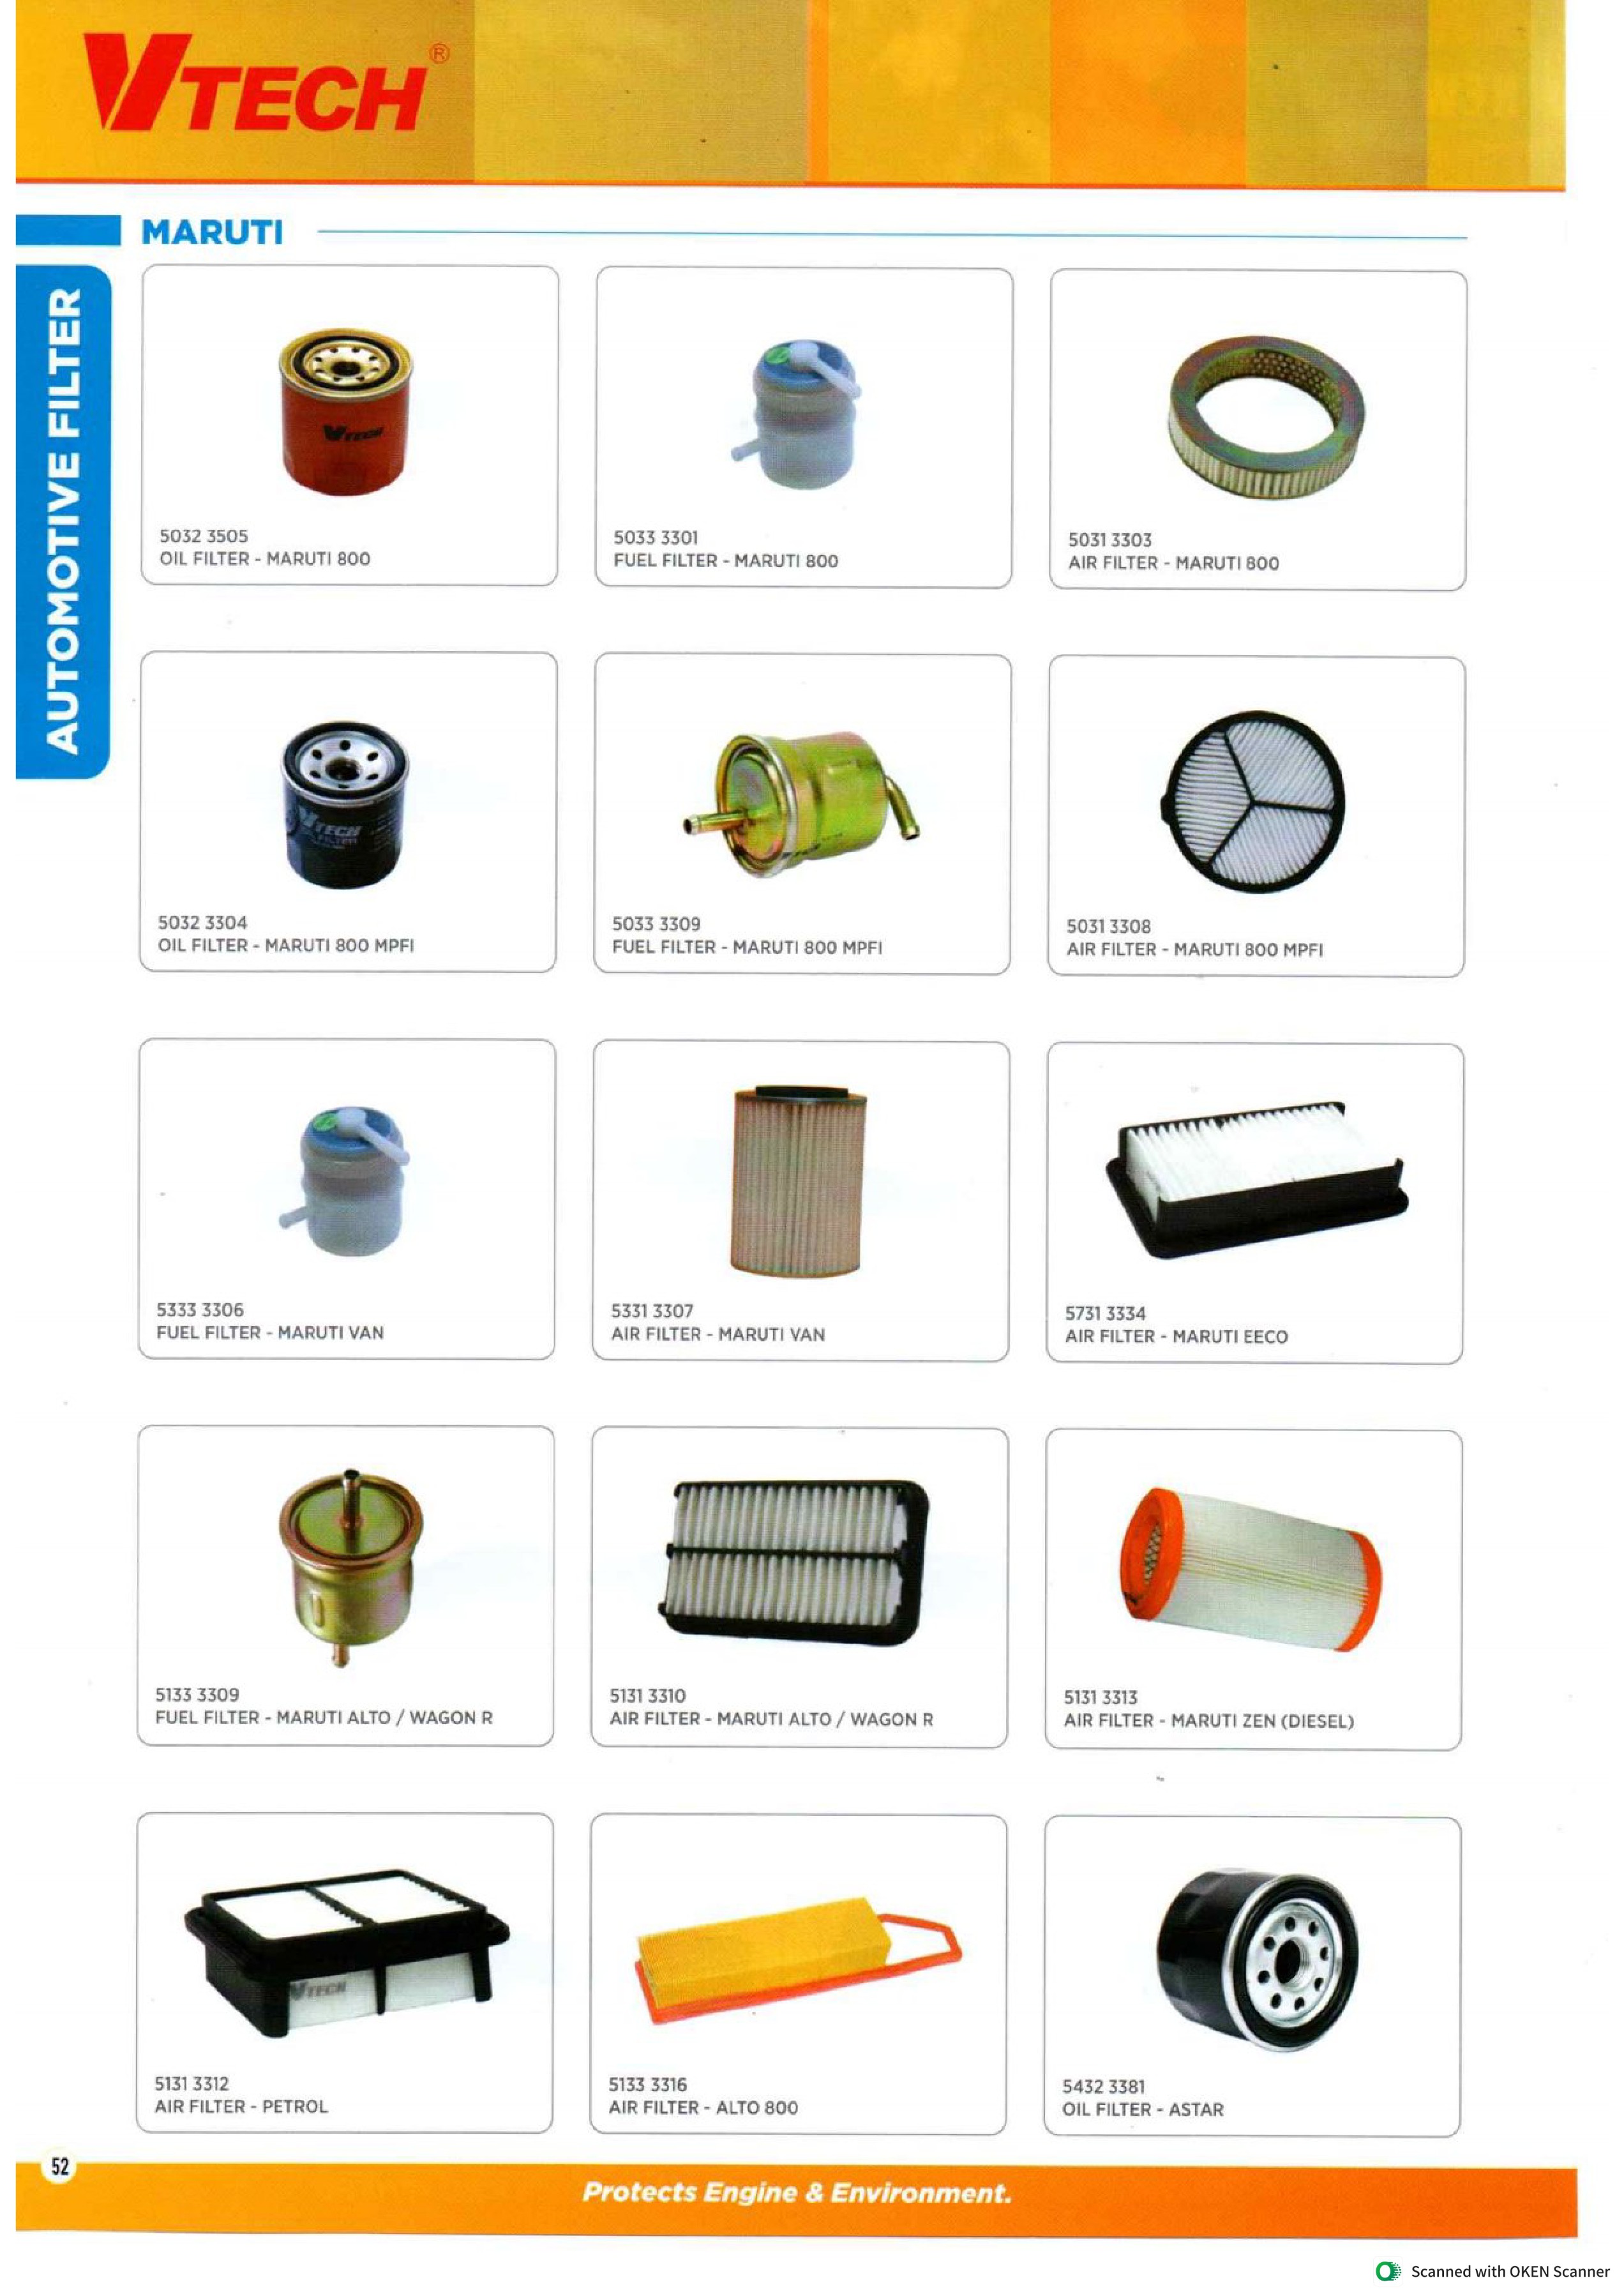 VTECH®
MARUTI
AUTOMOTIVE FILTER
VTECH
5032 3505
OIL FILTER - MARUTI 800
5033 3301
FUEL FILTER - MARUTI 800
5031 3303
AIR FILTER - MARUTI 800
VTECH
FILTER
5032 3304
OIL FILTER - MARUTI 800 MPFI
5033 3309
FUEL FILTER - MARUTI 800 MPFI
5031 3308
AIR FILTER - MARUTI 800 MPFI
5333 3306
FUEL FILTER - MARUTI VAN
5331 3307
AIR FILTER - MARUTI VAN
5731 3334
AIR FILTER - MARUTI EECO
5133 3309
FUEL FILTER - MARUTI ALTO / WAGON R
5131 3310
AIR FILTER - MARUTI ALTO / WAGON R
5131 3313
AIR FILTER - MARUTI ZEN (DIESEL)
VTECH
5131 3312
AIR FILTER - PETROL
5133 3316
AIR FILTER - ALTO 800
5432 3381
OIL FILTER - ASTAR
52
Protects Engine & Environment.
Scanned with OKEN Scanner